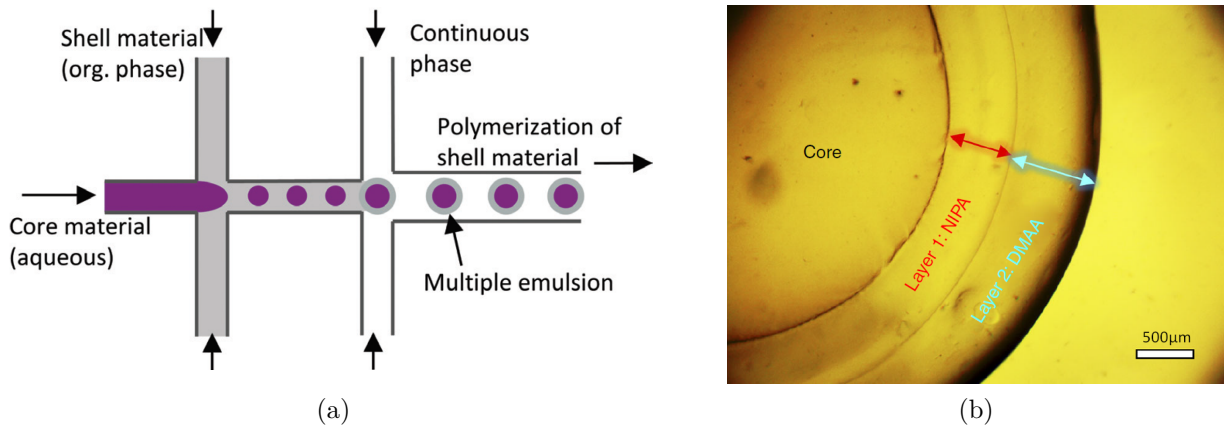 Shell material
(org. phase)
Continuous
phase
Polymerization of
shell material
Core material
(aqueous)
Multiple emulsion
(a)
Core
Layer 1: NIPA
Layer 2: DMAA
500µm
(b)